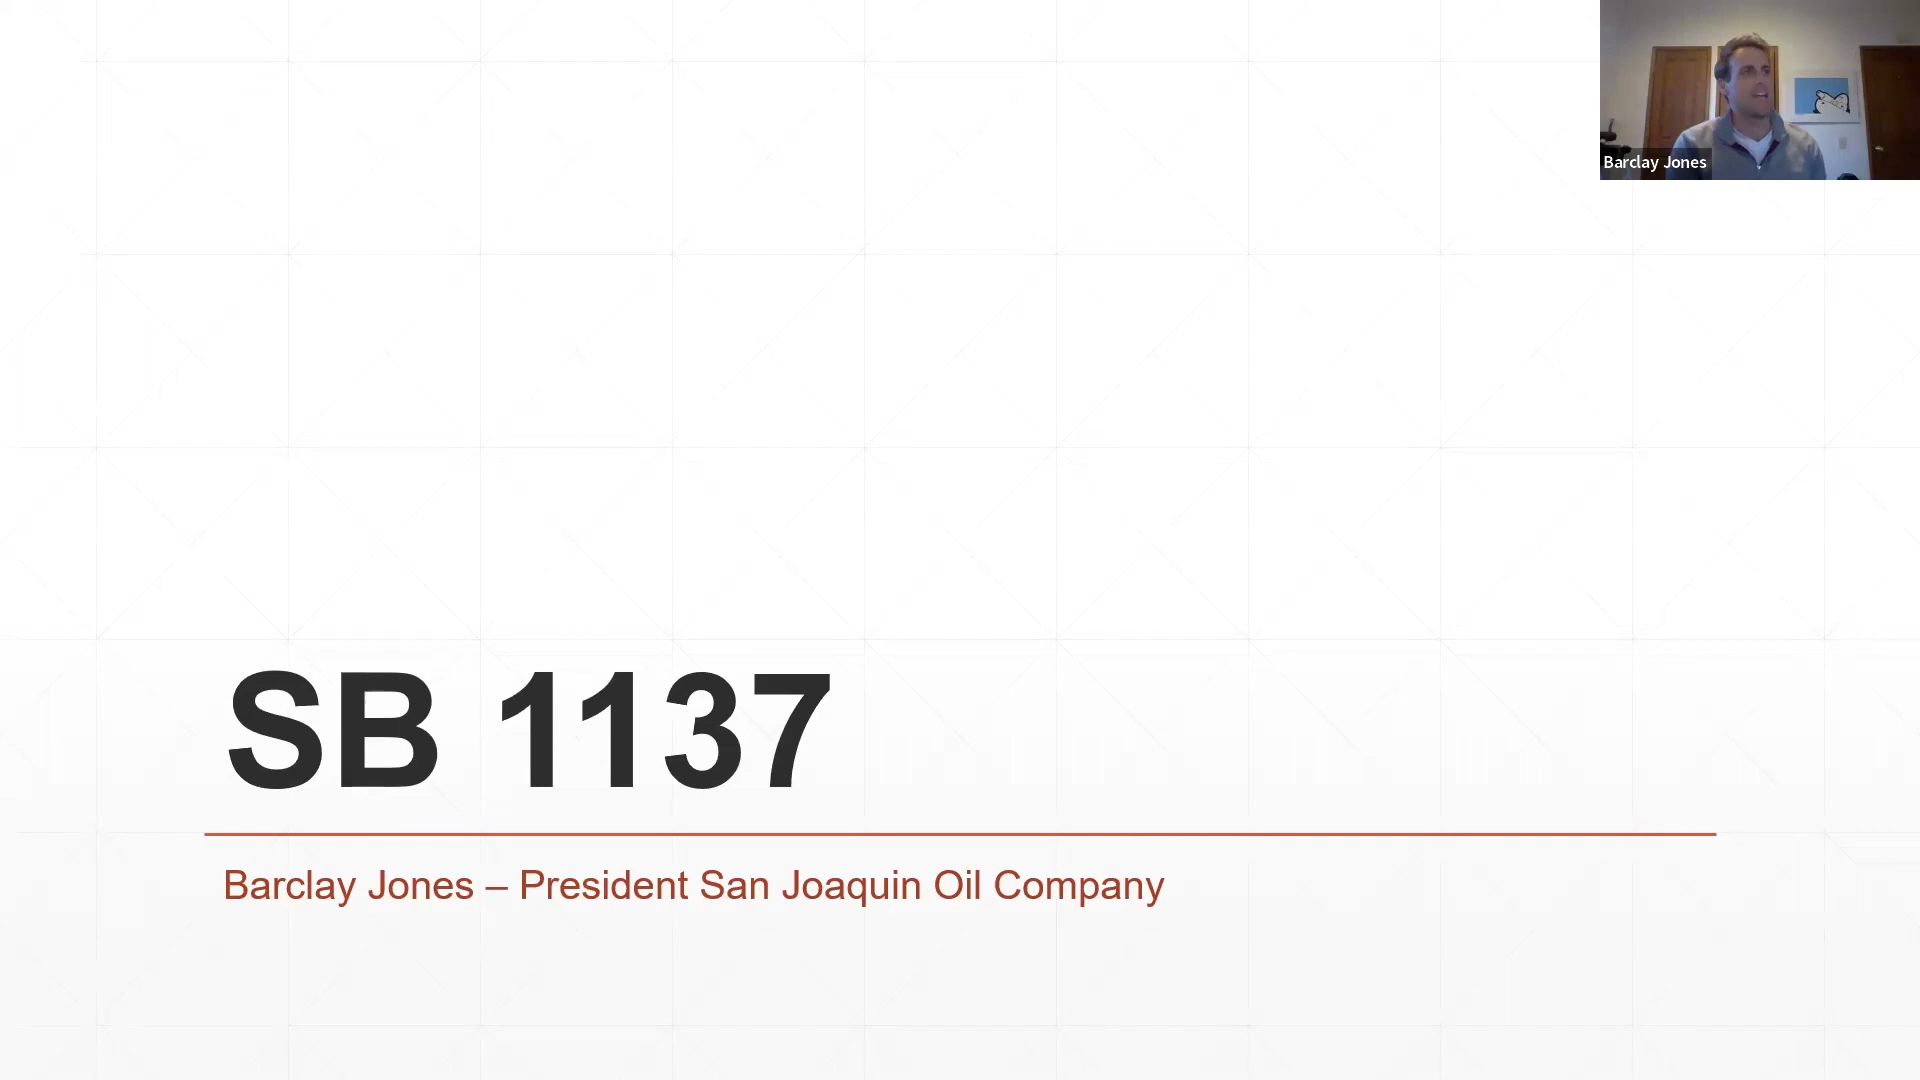 Barclay Jones
SB 1137
Barclay Jones – President San Joaquin Oil Company